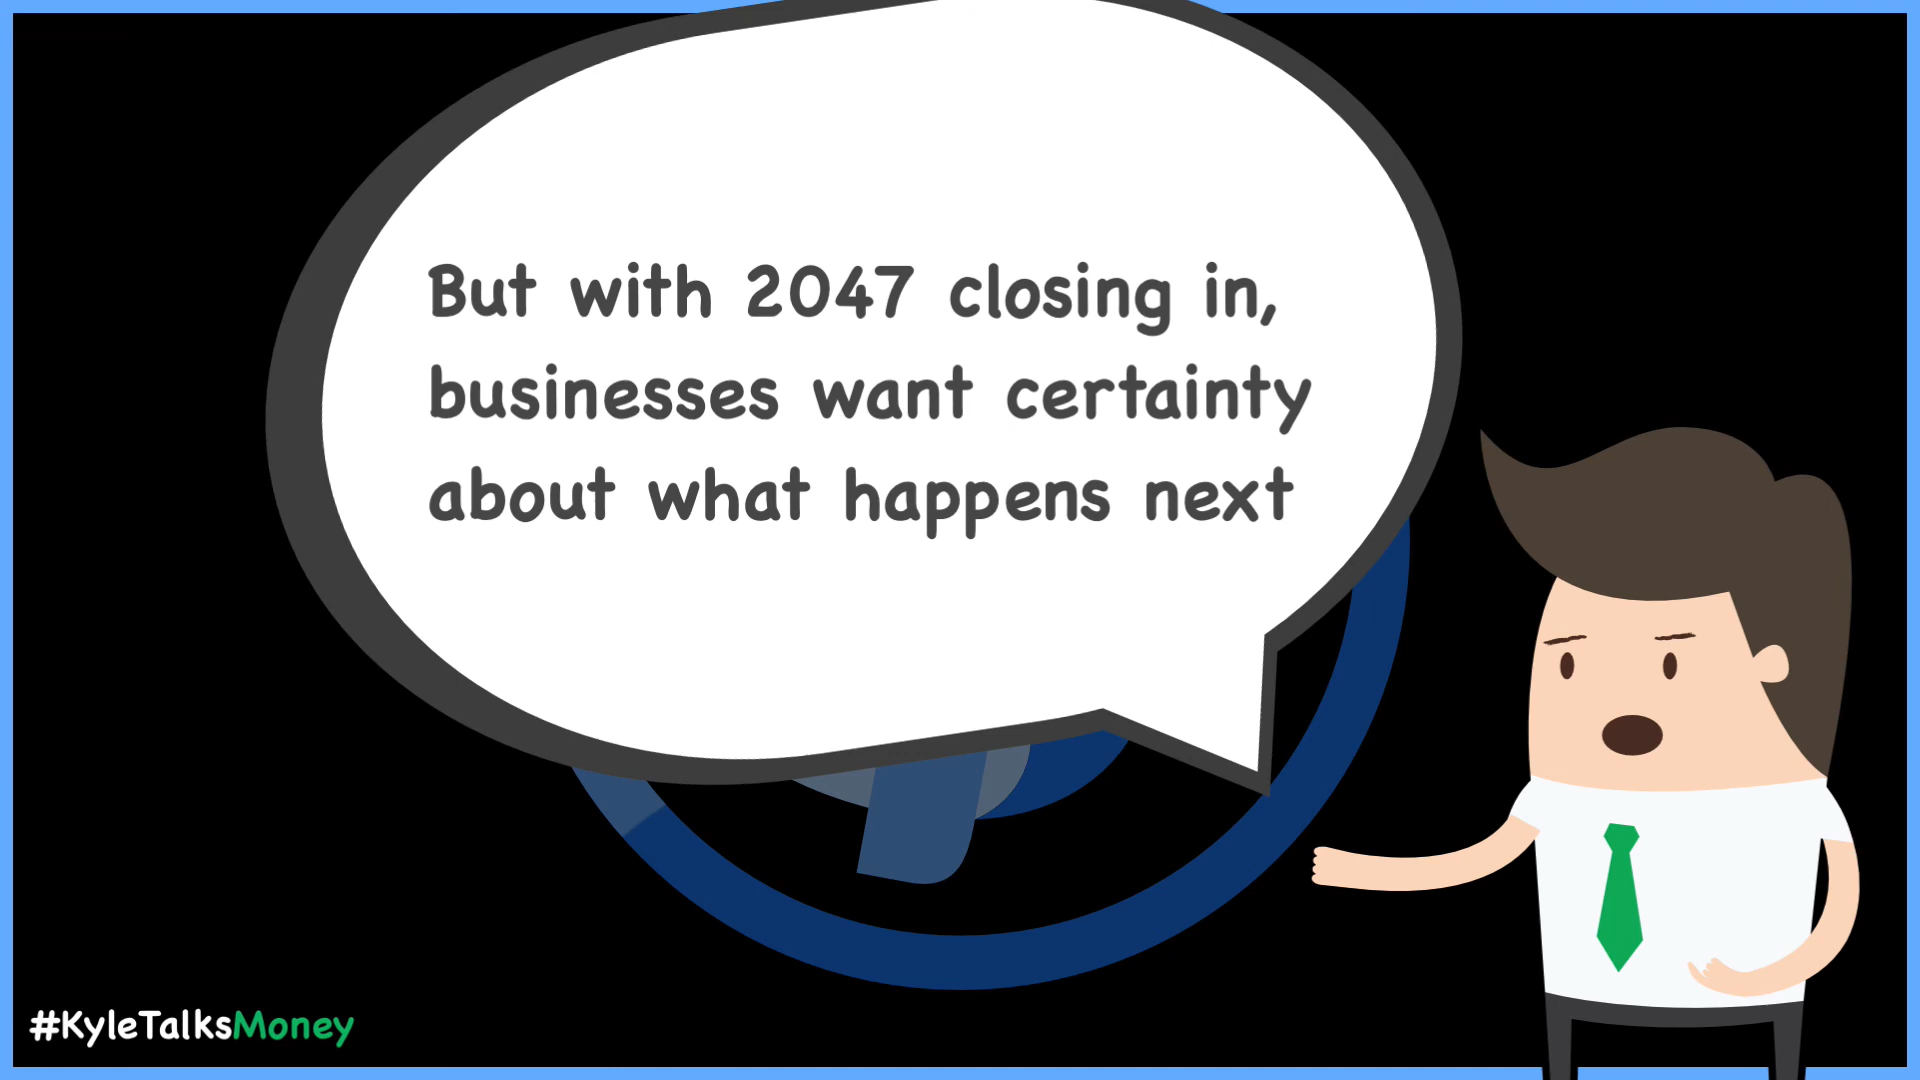 But with 2047 closing in,
businesses want certainty
about what happens next
#KyleTalksMoney